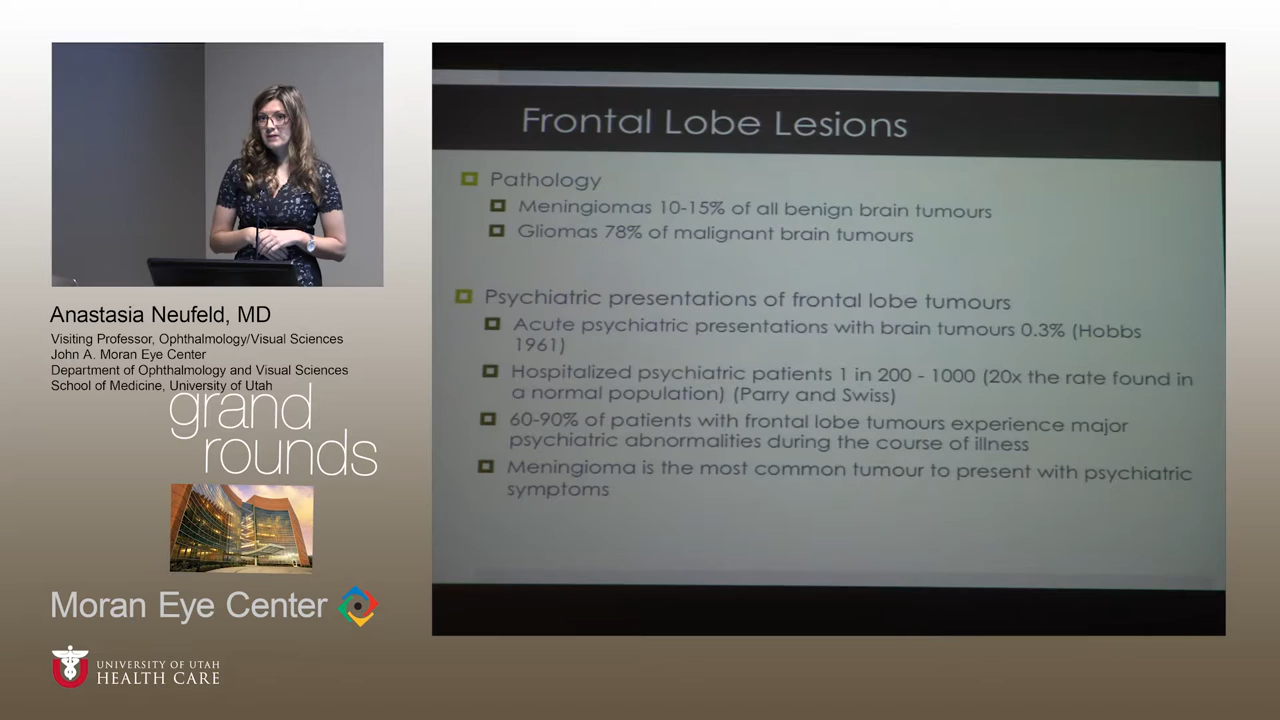 Frontal Lobe Lesions
Pathology
Meningiomas 10-15% of all benign brain tumours
Gliomas 78% of malignant brain tumours
Psychiatric presentations of frontal lobe tumours
Acute psychiatric presentations with brain tumours 0.3% (Hobbs
1961)
Hospitalized psychiatric patients 1 in 200 - 1000 (20x the rate found in
a normal population) (Parry and Swiss)
60-90% of patients with frontal lobe tumours experience major
psychiatric abnormalities during the course of illness
Meningioma is the most common tumour to present with psychiatric
symptoms
Anastasia Neufeld, MD
Visiting Professor, Ophthalmology/Visual Sciences
John A. Moran Eye Center
Department of Ophthalmology and Visual Sciences
School of Medicine, University of Utah
grand
rounds
Moran Eye Center
UNIVERSITY OF UTAH
HEALTH CARE